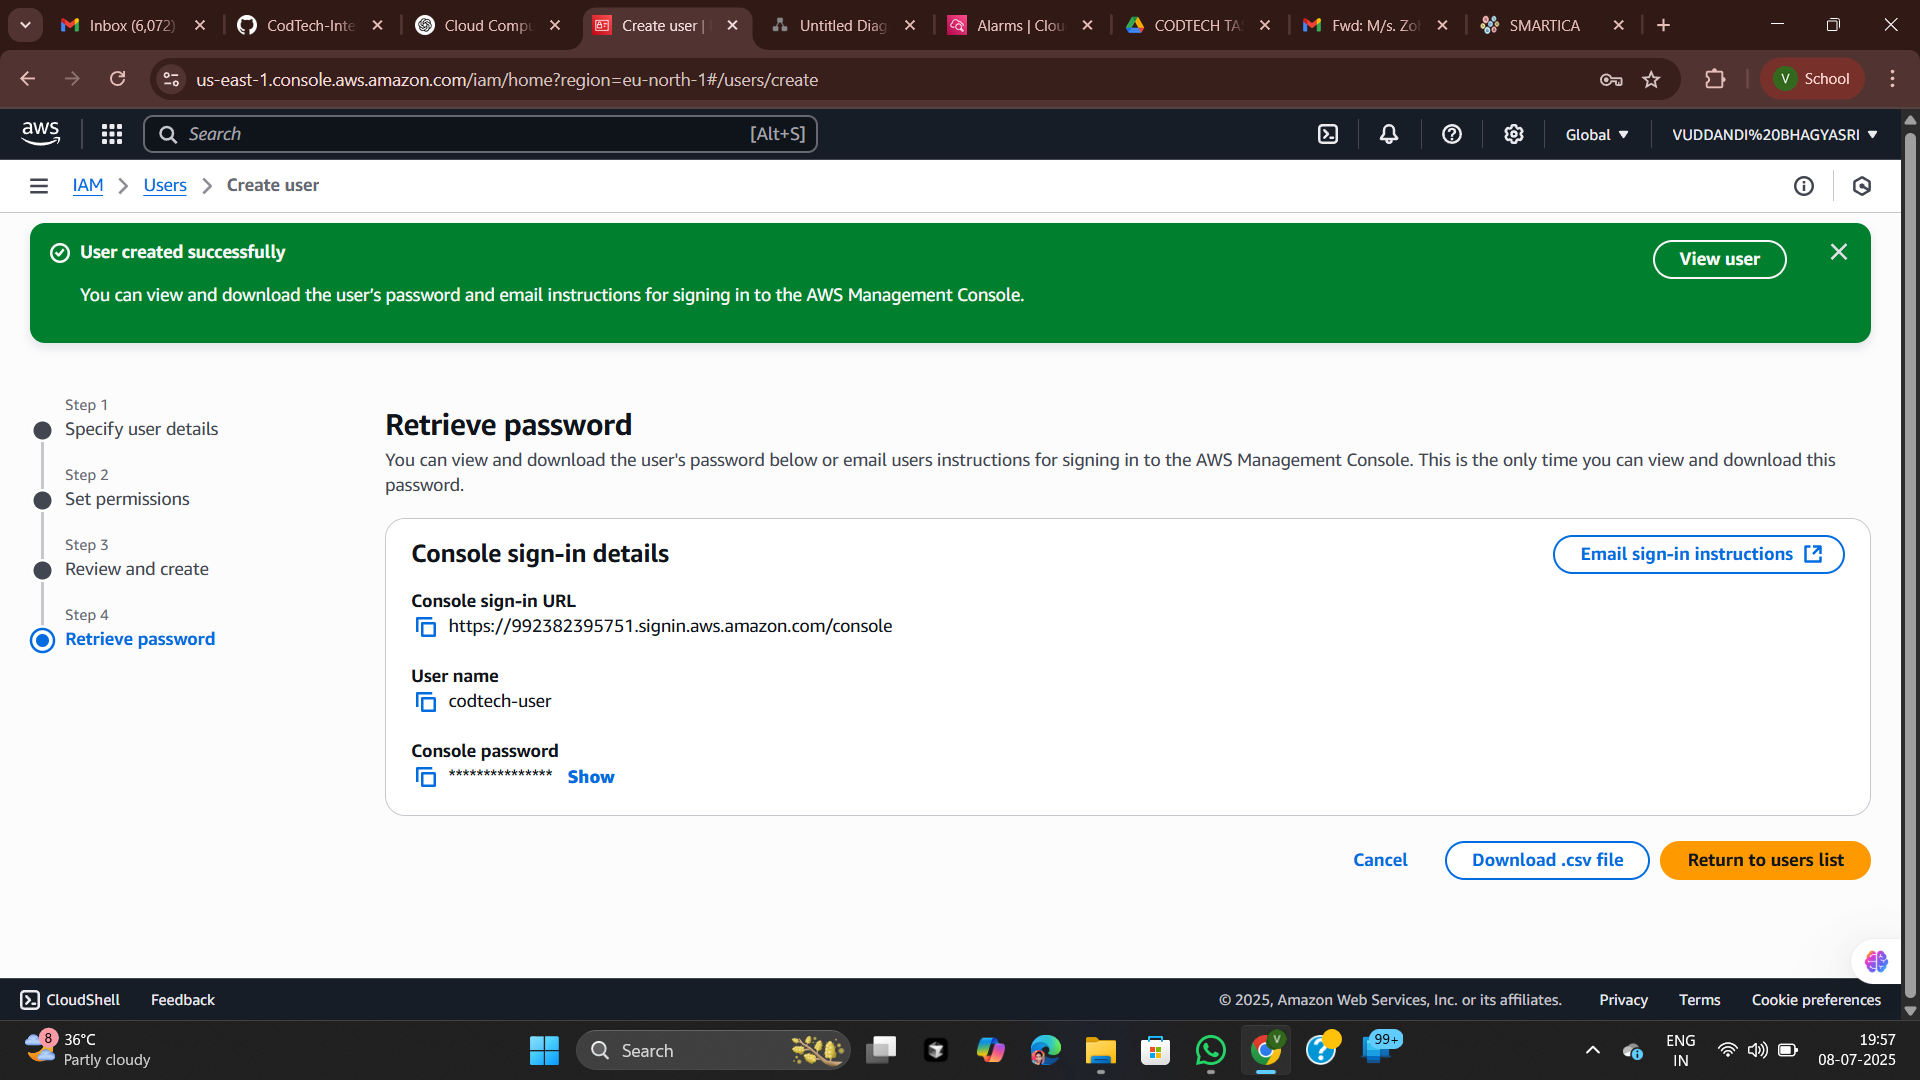 Inbox (6,072)
CodTech-Inte
Cloud Compu
Create user |
Untitled Diag
Alarms | Clou
CODTECH TA
Fwd: M/s. Zol
SMARTICA
us-east-1.console.aws.amazon.com/iam/home?region=eu-north-1#/users/create
V School
aws
Search [Alt+S]
Global
VUDDANDI%20BHAGYASRI
IAM > Users > Create user
User created successfully
View user
You can view and download the user's password and email instructions for signing in to the AWS Management Console.
Step 1
Specify user details
Step 2
Set permissions
Step 3
Review and create
Step 4
Retrieve password
Retrieve password
You can view and download the user's password below or email users instructions for signing in to the AWS Management Console. This is the only time you can view and download this
password.
Console sign-in details
Email sign-in instructions
Console sign-in URL
https://992382395751.signin.aws.amazon.com/console
User name
codtech-user
Console password
*************** Show
Cancel
Download .csv file
Return to users list
CloudShell
Feedback
© 2025, Amazon Web Services, Inc. or its affiliates.
Privacy
Terms
Cookie preferences
8
36°C
Partly cloudy
Search
V
99+
ENG
IN
19:57
08-07-2025